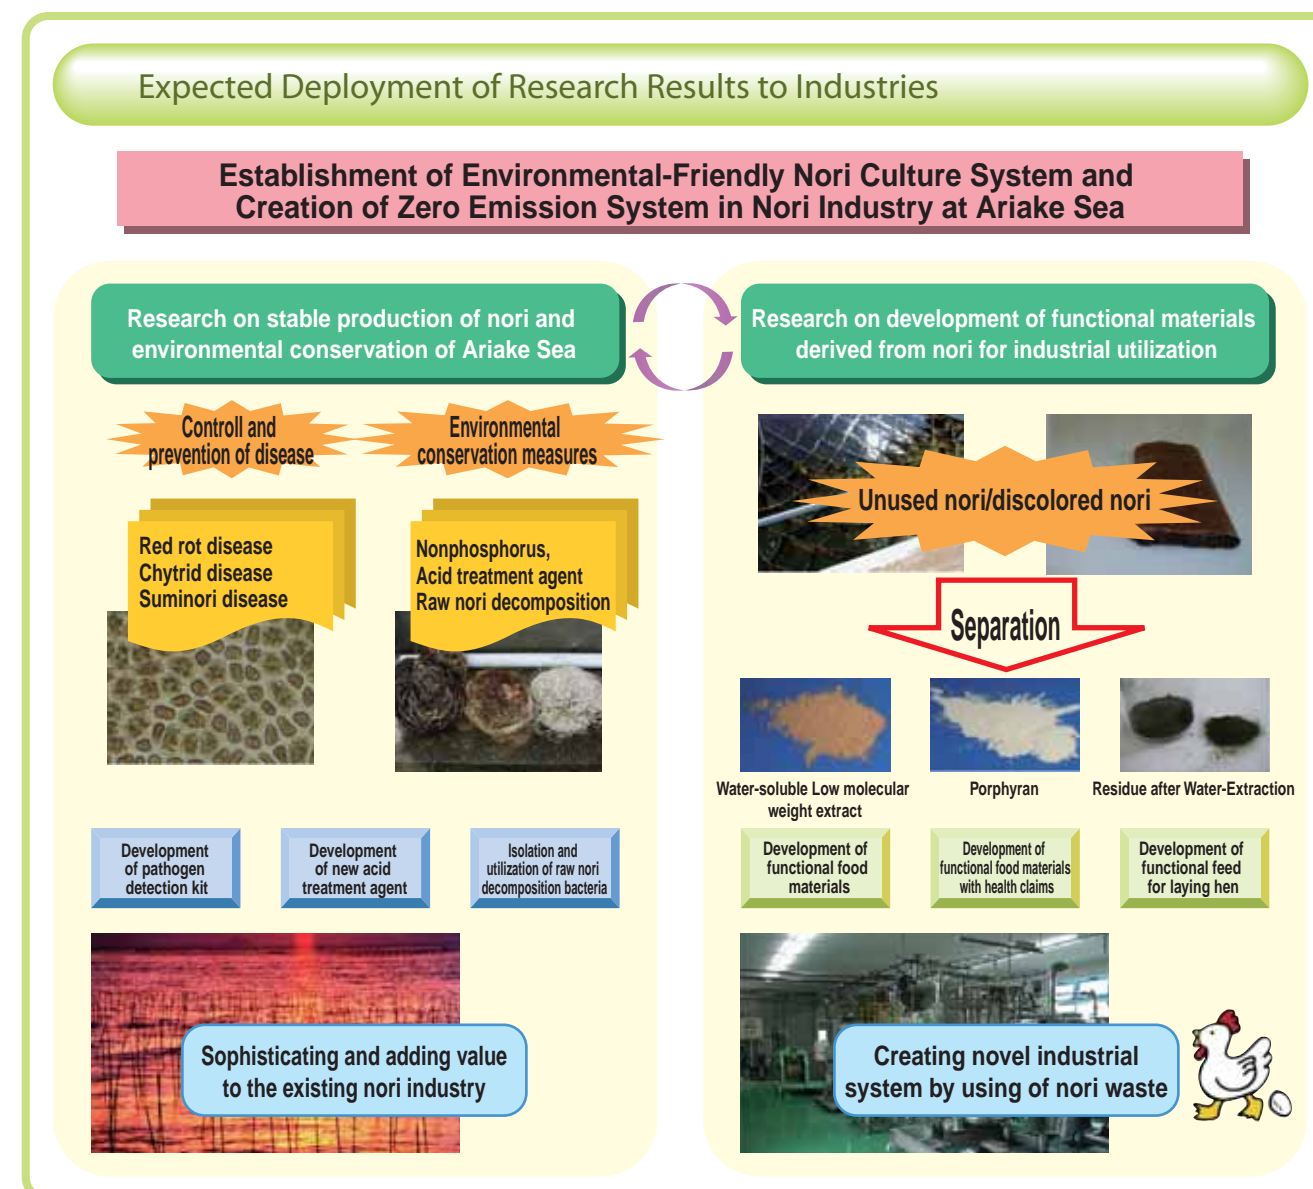 Expected Deployment of Research Results to Industries
Establishment of Environmental-Friendly Nori Culture System and
Creation of Zero Emission System in Nori Industry at Ariake Sea
Research on stable production of nori and
environmental conservation of Ariake Sea
Controll and
prevention of disease
Environmental
conservation measures
Red rot disease
Chytrid disease
Suminori disease
Nonphosphorus,
Acid treatment agent
Raw nori decomposition
Development
of pathogen
detection kit
Development
of new acid
treatment agent
Isolation and
utilization of raw nori
decomposition bacteria
Sophisticating and adding value
to the existing nori industry
Research on development of functional materials
derived from nori for industrial utilization
Unused nori/discolored nori
Separation
Water-soluble Low molecular
weight extract
Porphyran
Residue after Water-Extraction
Development of
functional food
materials
Development of
functional food materials
with health claims
Development of
functional feed
for laying hen
Creating novel industrial
system by using of nori waste